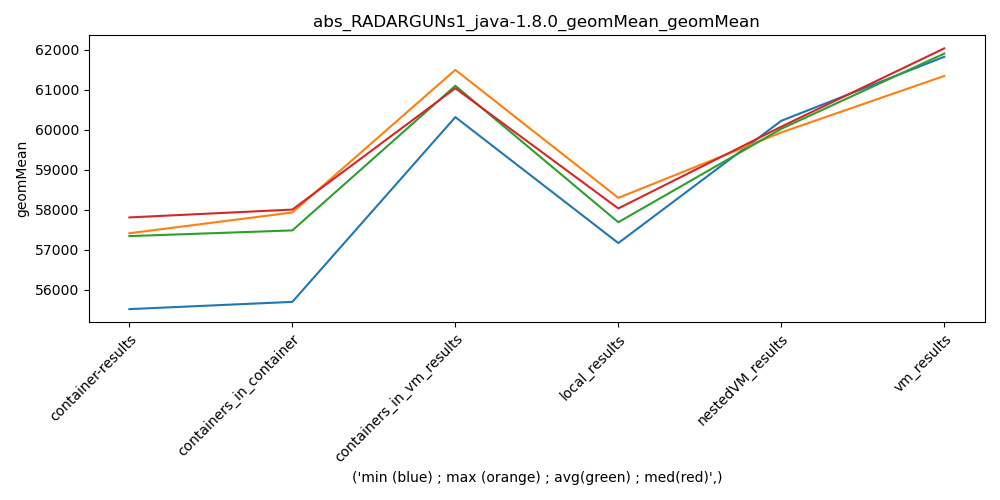 abs_RADARGUNs1_java-1.8.0_geomMean_geomMean
geomMean
62000
61000
60000
59000
58000
57000
56000
container-results
containers_in_container
containers_in_vm_results
local_results
nestedVM_results
vm_results
('min (blue) ; max (orange) ; avg(green) ; med(red)',)